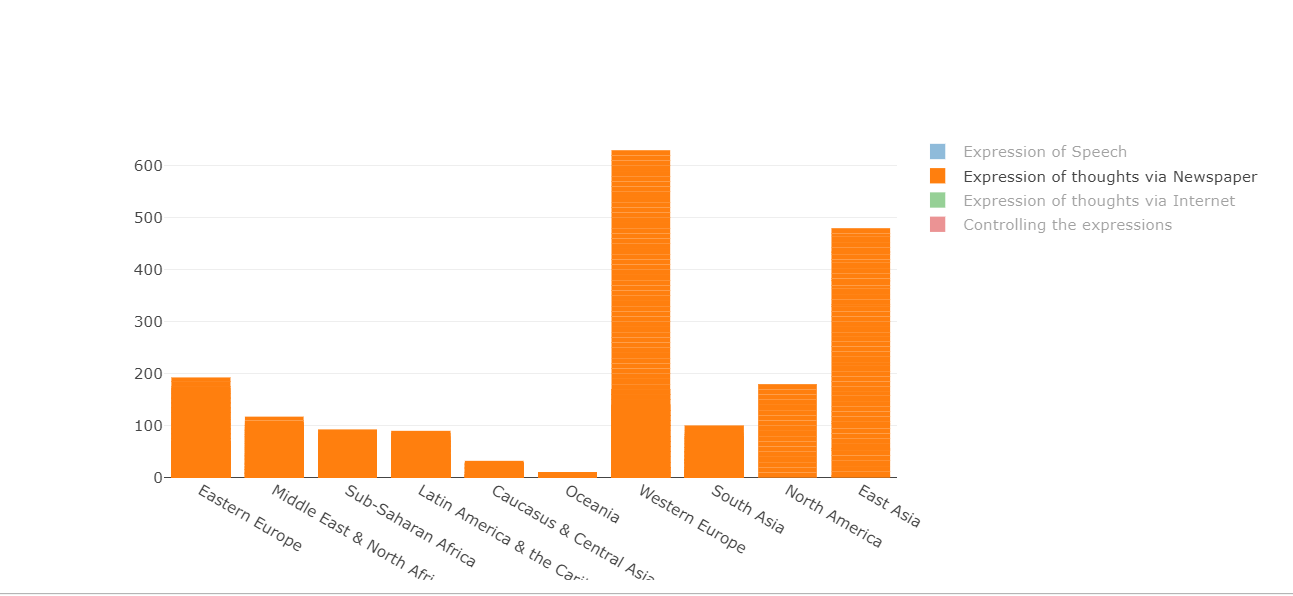 600
500
400
300
200
100
0
Eastern Europe
Middle East & North Afri
Sub-Saharan Africa
Latin America & the Cari
Caucasus & Central Asia
Oceania
Western Europe
South Asia
North America
East Asia
Expression of Speech
Expression of thoughts via Newspaper
Expression of thoughts via Internet
Controlling the expressions